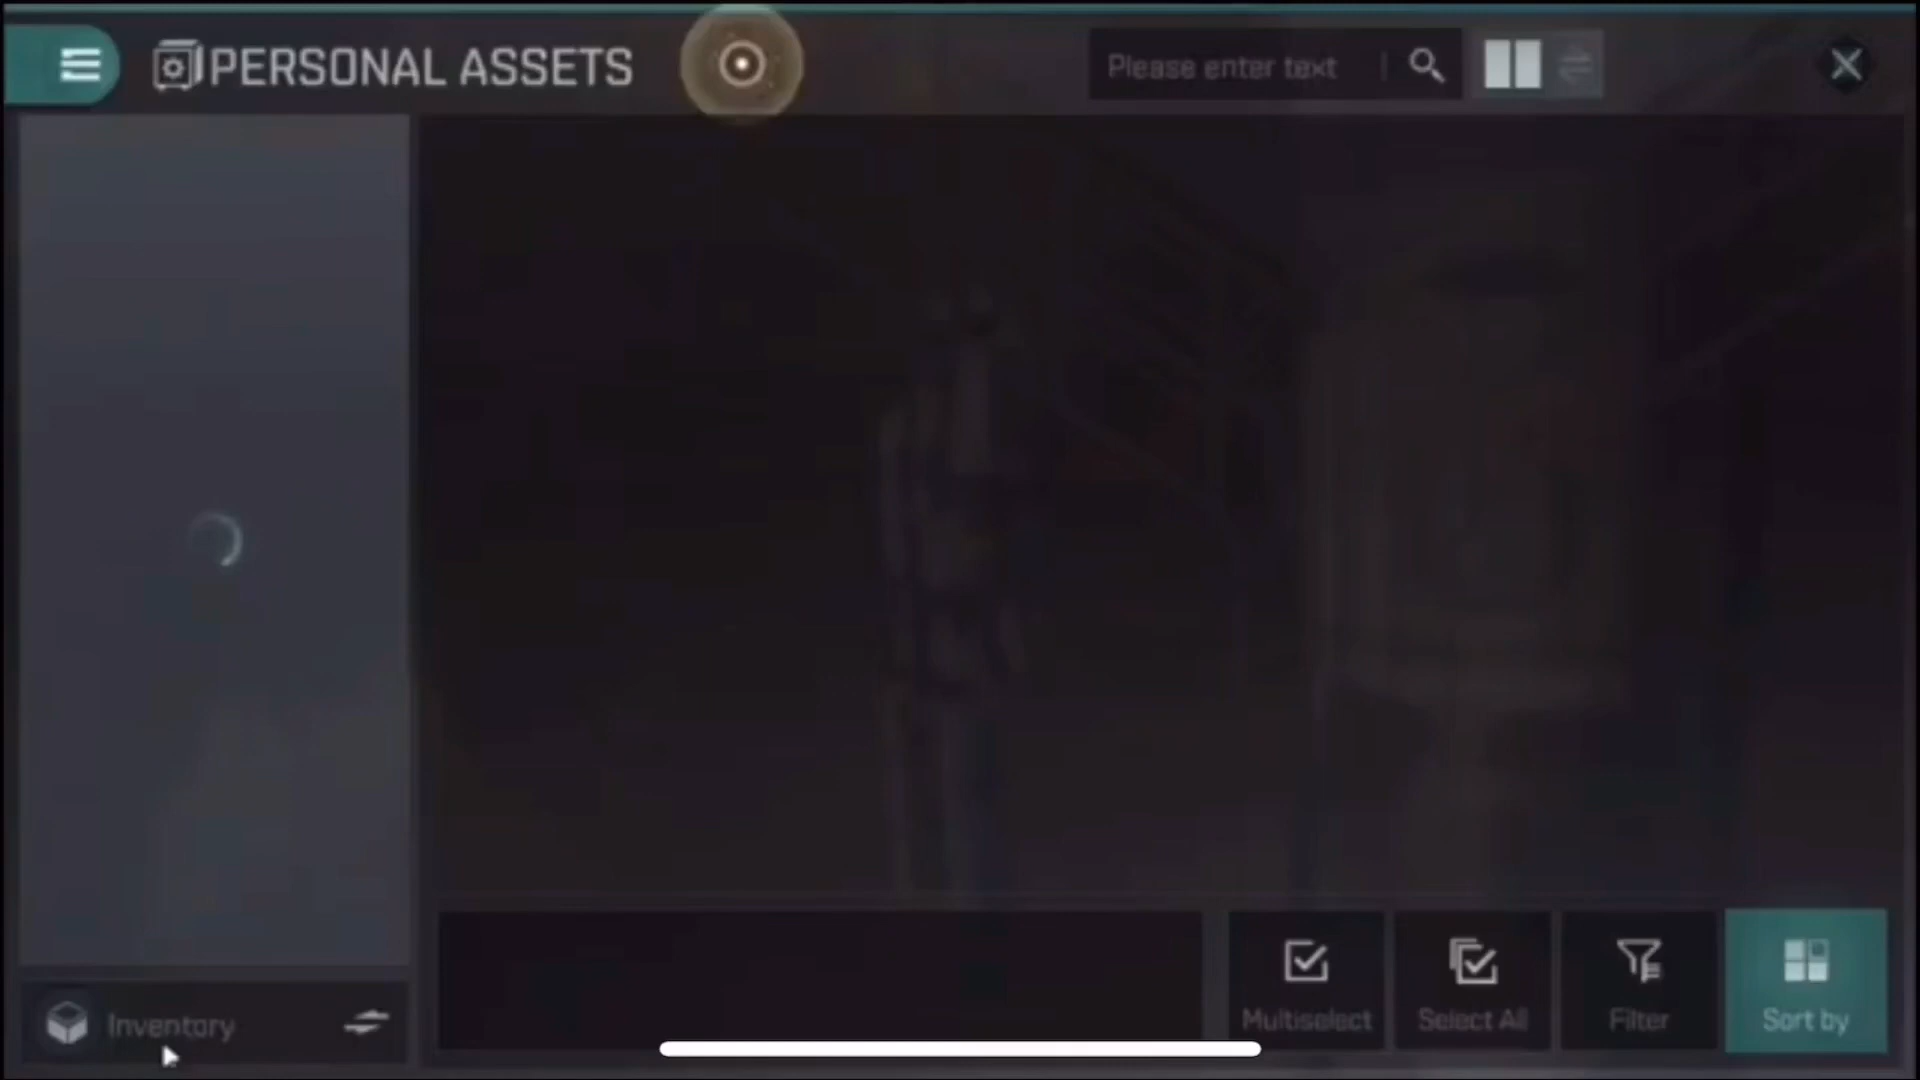 PERSONAL ASSETS
Please enter text
Inventory
Multiselect
Select All
Filter
Sort by